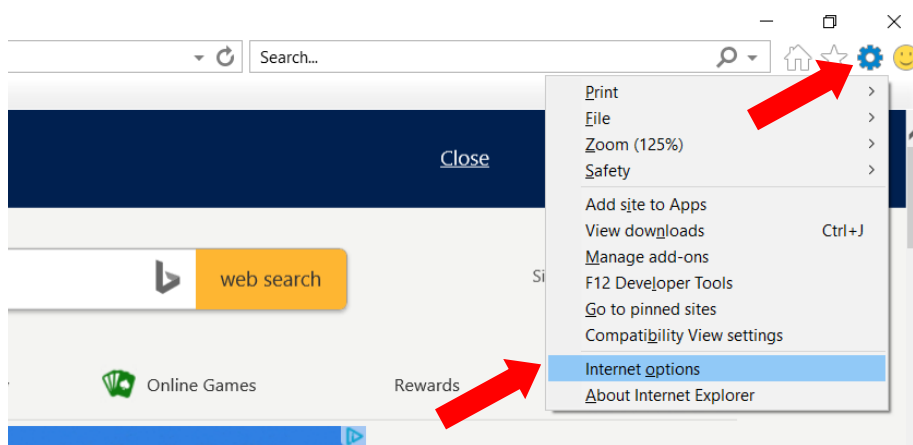 Search...
Print
File
Zoom (125%)
Safety
Close
Add site to Apps
View downloads Ctrl+J
Manage add-ons
web search
Si
F12 Developer Tools
Go to pinned sites
Compatibility View settings
Internet options
Online Games
Rewards
About Internet Explorer